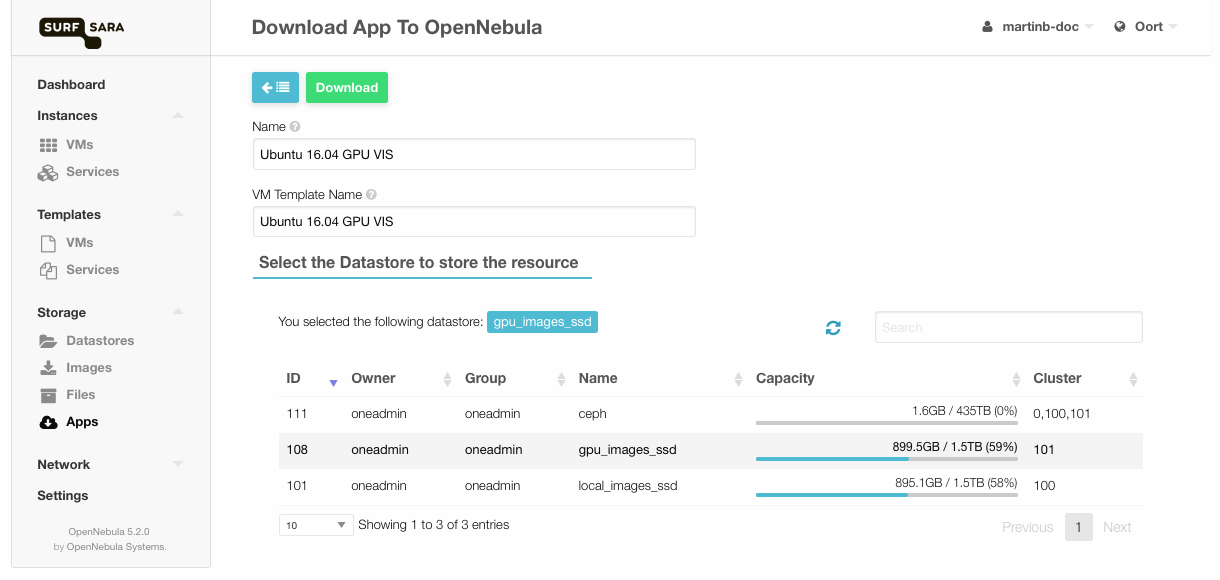 SURF SARA
Download App To OpenNebula
martinb-doc
Oort
Dashboard
Instances
VMs
Services
Templates
VMs
Services
Storage
Datastores
Images
Files
Apps
Network
Settings
OpenNebula 5.2.0
by OpenNebula Systems.
Download
Name ?
Ubuntu 16.04 GPU VIS
VM Template Name ?
Ubuntu 16.04 GPU VIS
Select the Datastore to store the resource
You selected the following datastore: gpu_images_ssd
Search
ID Owner Group Name Capacity Cluster
111 oneadmin oneadmin ceph 1.6GB / 435TB (0%) 0,100,101
108 oneadmin oneadmin gpu_images_ssd 899.5GB / 1.5TB (59%) 101
101 oneadmin oneadmin local_images_ssd 895.1GB / 1.5TB (58%) 100
10 Showing 1 to 3 of 3 entries
Previous 1 Next